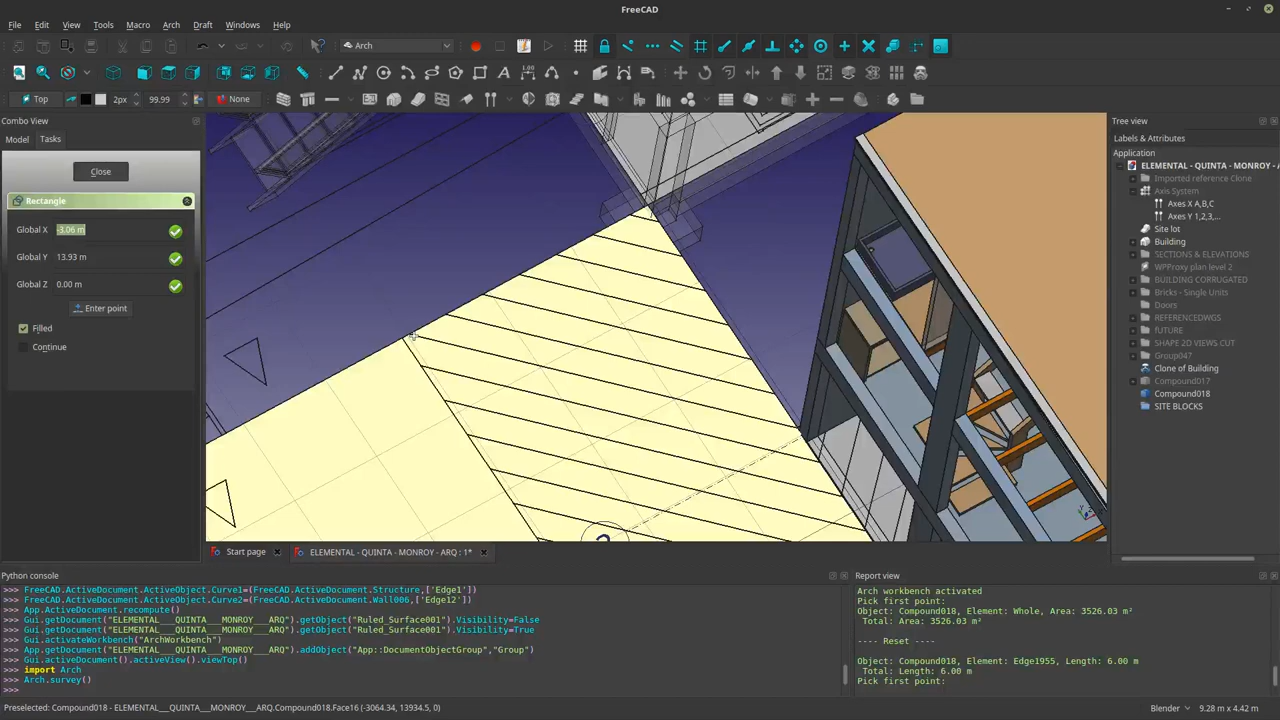 FreeCAD
File Edit View Tools Macro Arch Draft Windows Help
Arch
Top 2px 99.99 None
Combo View
Model Tasks
Close
Rectangle
Global X -3.06 m
Global Y 13.93 m
Global Z 0.00 m
Enter point
Filled
Continue
Tree view
Labels & Attributes
Application
ELEMENTAL - QUINTA - MONROY - A
Imported reference Clone
Axis System
Axes X A,B,C
Axes Y 1,2,3,...
Site lot
Building
SECTIONS & ELEVATIONS
WPProxy plan level 2
BUILDING CORRUGATED
Bricks - Single Units
Doors
REFERENCEDWGS
fUTURE
SHAPE 2D VIEWS CUT
Group047
Clone of Building
Compound017
Compound018
SITE BLOCKS
Start page
ELEMENTAL - QUINTA - MONROY - ARQ : 1*
Python console
>>> FreeCAD.ActiveDocument.ActiveObject.Curve1=(FreeCAD.ActiveDocument.Structure,['Edge1'])
>>> FreeCAD.ActiveDocument.ActiveObject.Curve2=(FreeCAD.ActiveDocument.Wall006,['Edge12'])
>>> App.ActiveDocument.recompute()
>>> Gui.getDocument("ELEMENTAL___QUINTA___MONROY___ARQ").getObject("Ruled_Surface001").Visibility=False
>>> Gui.getDocument("ELEMENTAL___QUINTA___MONROY___ARQ").getObject("Ruled_Surface001").Visibility=True
>>> Gui.activateWorkbench("ArchWorkbench")
>>> App.getDocument("ELEMENTAL___QUINTA___MONROY___ARQ").addObject("App::DocumentObjectGroup","Group")
>>> Gui.activeDocument().activeView().viewTop()
>>> import Arch
>>> Arch.survey()
>>>
Report view
Arch workbench activated
Pick first point:
Object: Compound018, Element: Whole, Area: 3526.03 m²
Total: Area: 3526.03 m²
---- Reset ----
Object: Compound018, Element: Edge1955, Length: 6.00 m
Total: Length: 6.00 m
Pick first point:
Preselected: Compound018 - ELEMENTAL___QUINTA___MONROY___ARQ.Compound018.Face16 (-3064.34, 13934.5, 0)
Blender
9.28 m x 4.42 m